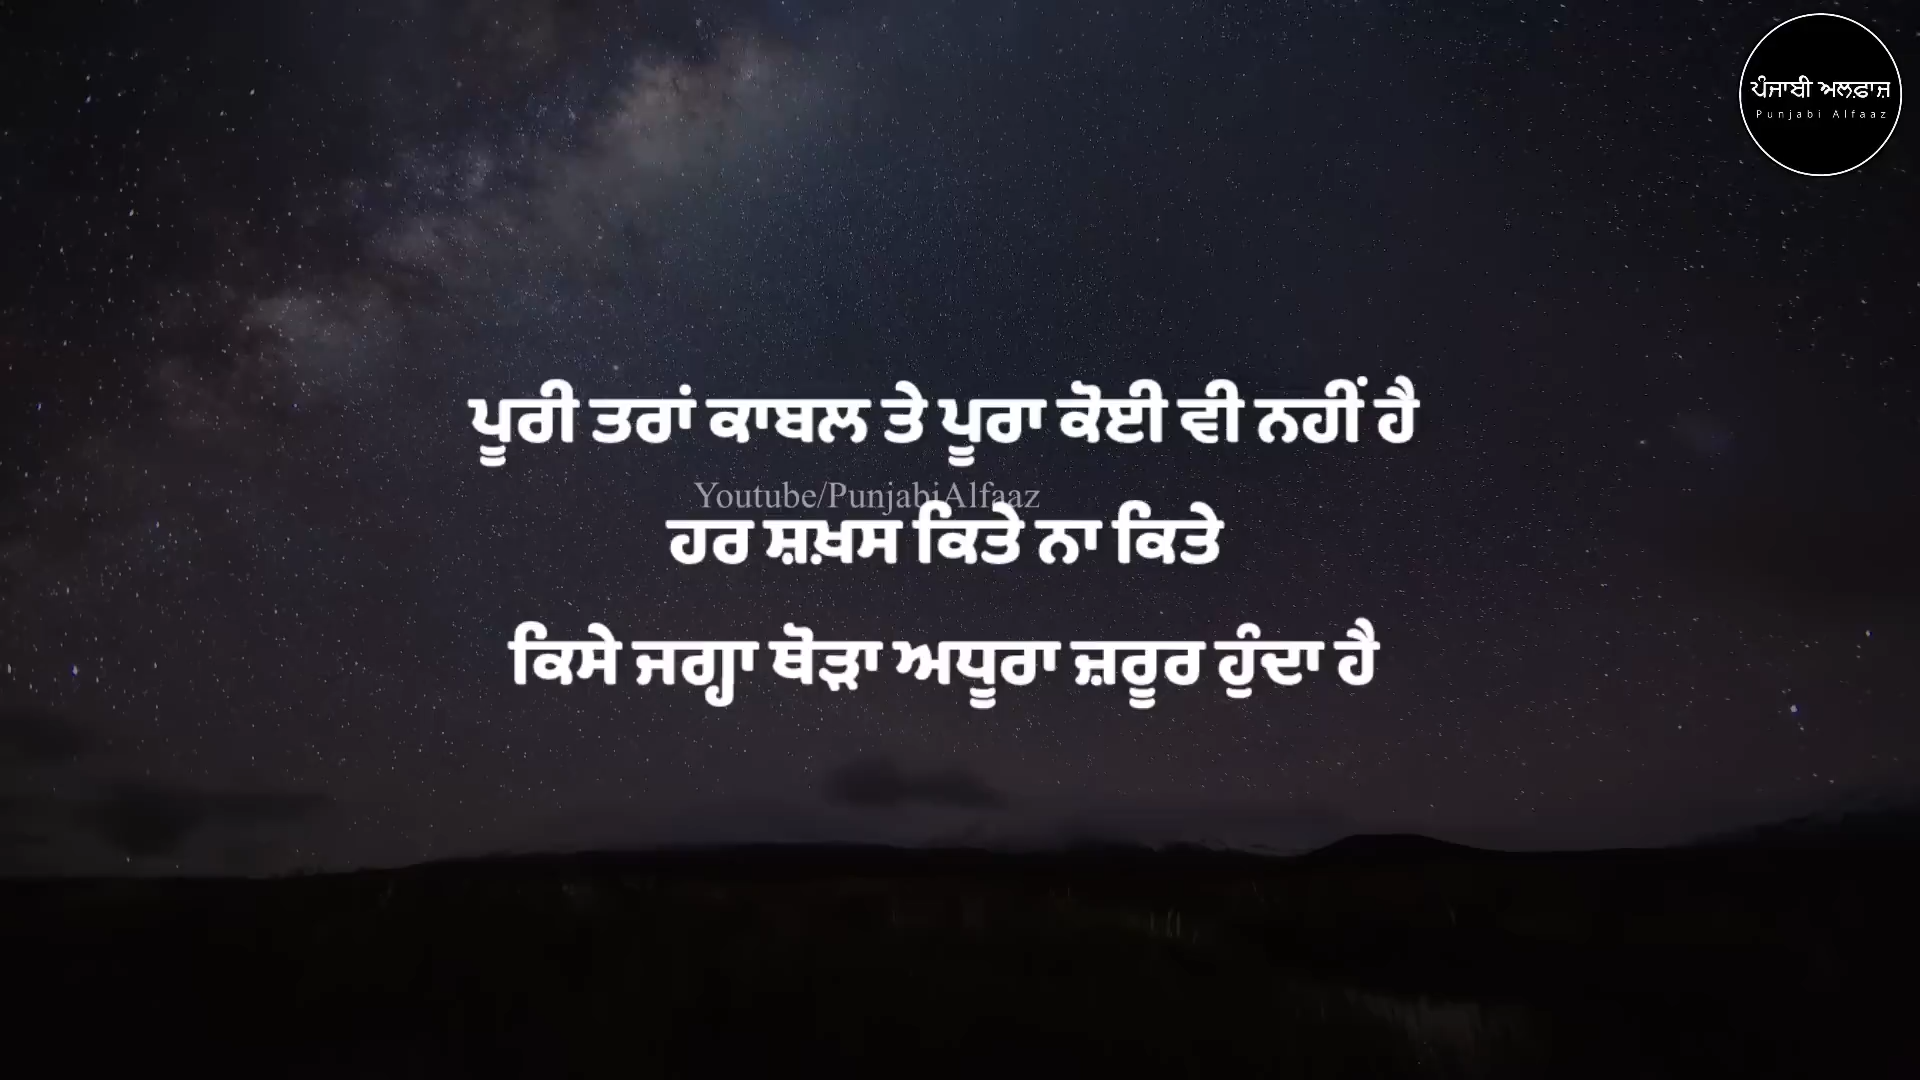 ਪੰਜਾਬੀ ਅਲਫ਼ਾਜ਼
Punjabi Alfaaz
ਪੂਰੀ ਤਰਾਂ ਕਾਬਲ ਤੇ ਪੂਰਾ ਕੋਈ ਵੀ ਨਹੀਂ ਹੈ
Youtube/PunjabiAlfaaz
ਹਰ ਸ਼ਖ਼ਸ ਕਿਤੇ ਨਾ ਕਿਤੇ
ਕਿਸੇ ਜਗ੍ਹਾ ਥੋੜਾ ਅਧੂਰਾ ਜ਼ਰੂਰ ਹੁੰਦਾ ਹੈ